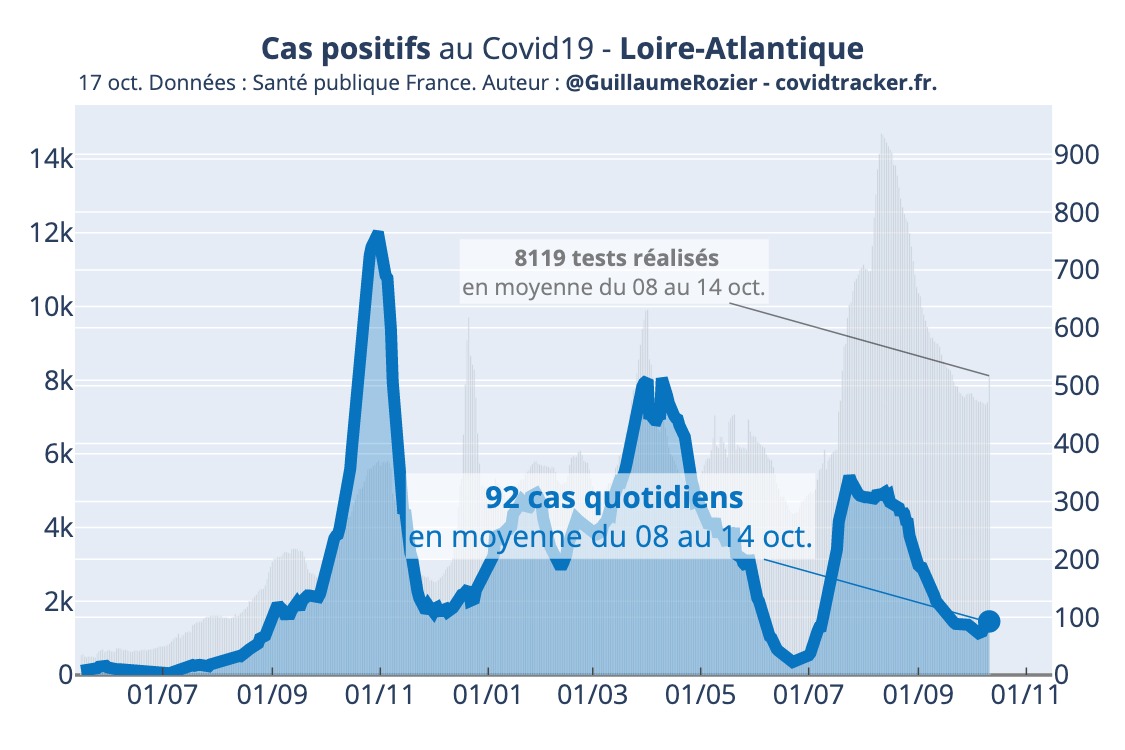 Cas positifs au Covid19 - Loire-Atlantique
17 oct. Données : Santé publique France. Auteur : @GuillaumeRozier - covidtracker.fr.
14k
12k
10k
8k
6k
4k
2k
0
900
800
700
600
500
400
300
200
100
0
8119 tests réalisés
en moyenne du 08 au 14 oct.
92 cas quotidiens
en moyenne du 08 au 14 oct.
01/07 01/09 01/11 01/01 01/03 01/05 01/07 01/09 01/11